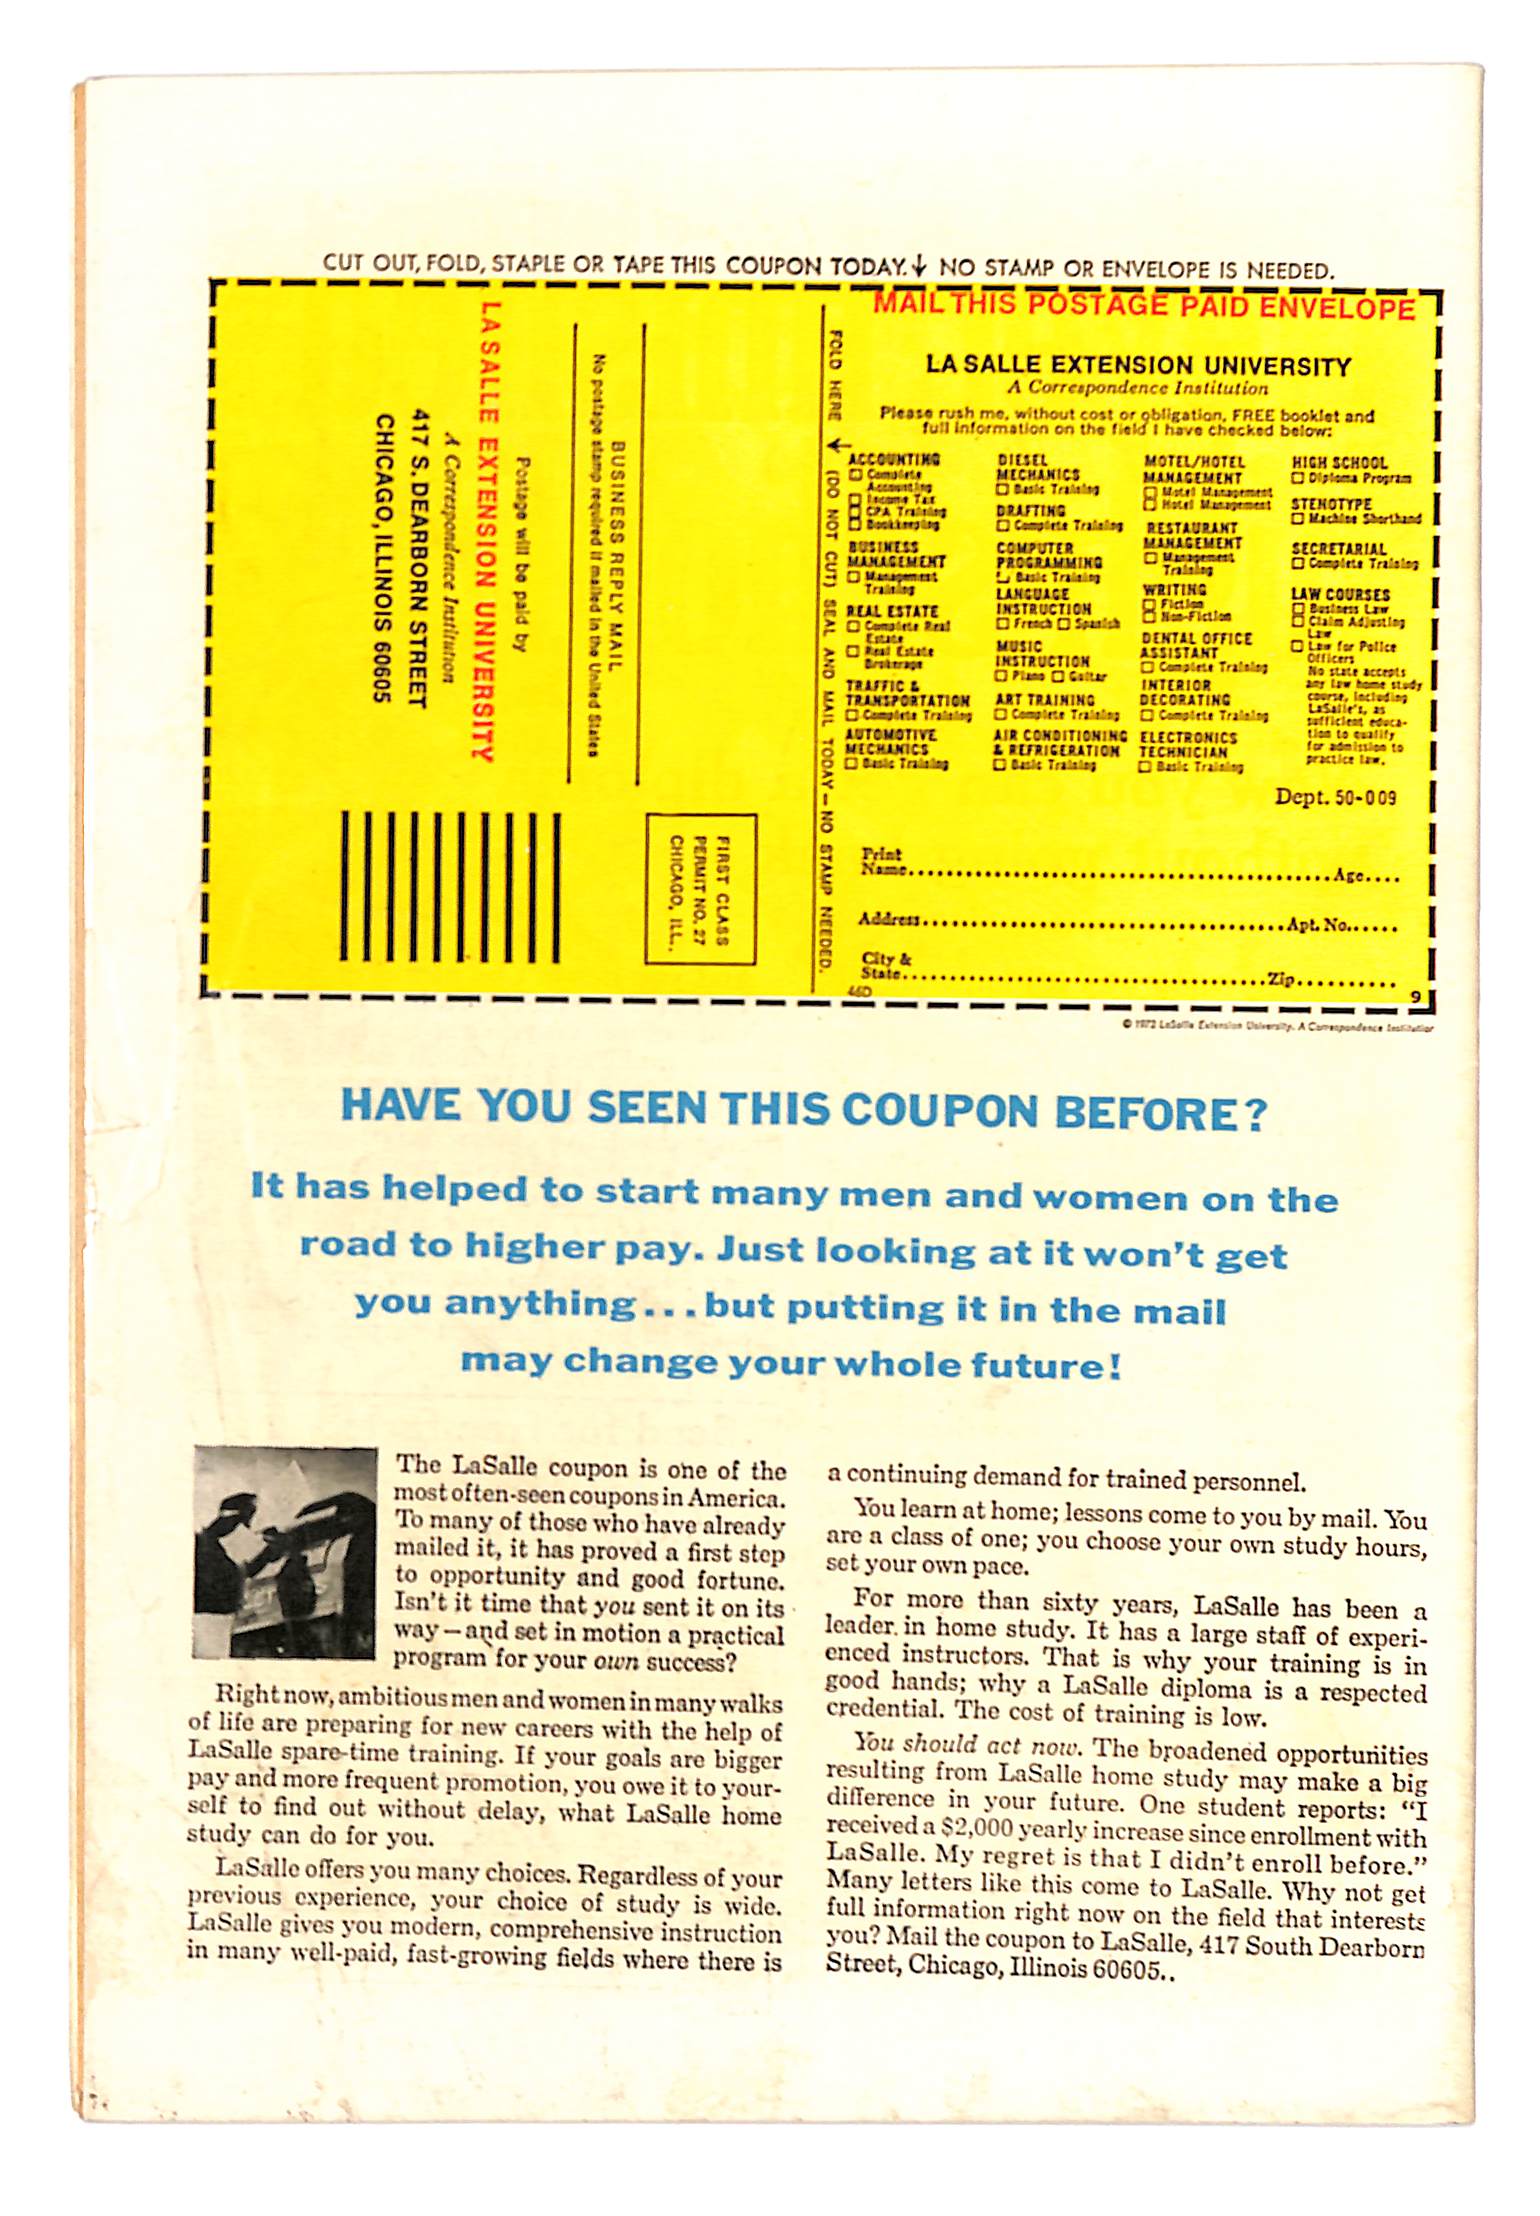 CUT OUT, FOLD, STAPLE OR TAPE THIS COUPON TODAY.↓ NO STAMP OR ENVELOPE IS NEEDED.
BUSINESS REPLY MAIL
No postage stamp required if mailed in the United States
Postage will be paid by
LA SALLE EXTENSION UNIVERSITY
A Correspondence Institution
417 S. DEARBORN STREET
CHICAGO, ILLINOIS 60605
FIRST CLASS
PERMIT NO. 27
CHICAGO, ILL.
FOLD HERE → (DO NOT CUT) SEAL AND MAIL TODAY – NO STAMP NEEDED.
MAIL THIS POSTAGE PAID ENVELOPE
LA SALLE EXTENSION UNIVERSITY
A Correspondence Institution
Please rush me, without cost or obligation, FREE booklet and
full information on the field I have checked below:
ACCOUNTING
☐ Complete
Accounting
☐ Income Tax
☐ CPA Training
☐ Bookkeeping
BUSINESS
MANAGEMENT
☐ Management
Training
REAL ESTATE
☐ Complete Real
Estate
☐ Real Estate
Brokerage
TRAFFIC &
TRANSPORTATION
☐ Complete Training
AUTOMOTIVE
MECHANICS
☐ Basic Training
DIESEL
MECHANICS
☐ Basic Training
DRAFTING
☐ Complete Training
COMPUTER
PROGRAMMING
☐ Basic Training
LANGUAGE
INSTRUCTION
☐ French ☐ Spanish
MUSIC
INSTRUCTION
☐ Piano ☐ Guitar
ART TRAINING
☐ Complete Training
AIR CONDITIONING
& REFRIGERATION
☐ Basic Training
MOTEL/HOTEL
MANAGEMENT
☐ Motel Management
☐ Hotel Management
RESTAURANT
MANAGEMENT
☐ Management
Training
WRITING
☐ Fiction
☐ Non-Fiction
DENTAL OFFICE
ASSISTANT
☐ Complete Training
INTERIOR
DECORATING
☐ Complete Training
ELECTRONICS
TECHNICIAN
☐ Basic Training
HIGH SCHOOL
☐ Diploma Program
STENOTYPE
☐ Machine Shorthand
SECRETARIAL
☐ Complete Training
LAW COURSES
☐ Business Law
☐ Claim Adjusting
Law
☐ Law for Police
Officers
No state accepts
any law home study
course, including
LaSalle's, as
sufficient educa-
tion to qualify
for admission to
practice law.
Dept. 50-009
Print
Name.......... Age....
Address.......... Apt. No......
City &
State.......... Zip..........
46D
9
© 1972 LaSalle Extension University. A Correspondence Institution
HAVE YOU SEEN THIS COUPON BEFORE?
It has helped to start many men and women on the
road to higher pay. Just looking at it won't get
you anything...but putting it in the mail
may change your whole future!
The LaSalle coupon is one of the
most often-seen coupons in America.
To many of those who have already
mailed it, it has proved a first step
to opportunity and good fortune.
Isn't it time that you sent it on its
way — and set in motion a practical
program for your own success?
Right now, ambitious men and women in many walks
of life are preparing for new careers with the help of
LaSalle spare-time training. If your goals are bigger
pay and more frequent promotion, you owe it to your-
self to find out without delay, what LaSalle home
study can do for you.
LaSalle offers you many choices. Regardless of your
previous experience, your choice of study is wide.
LaSalle gives you modern, comprehensive instruction
in many well-paid, fast-growing fields where there is
a continuing demand for trained personnel.
You learn at home; lessons come to you by mail. You
are a class of one; you choose your own study hours,
set your own pace.
For more than sixty years, LaSalle has been a
leader in home study. It has a large staff of experi-
enced instructors. That is why your training is in
good hands; why a LaSalle diploma is a respected
credential. The cost of training is low.
You should act now. The broadened opportunities
resulting from LaSalle home study may make a big
difference in your future. One student reports: "I
received a $2,000 yearly increase since enrollment with
LaSalle. My regret is that I didn't enroll before."
Many letters like this come to LaSalle. Why not get
full information right now on the field that interests
you? Mail the coupon to LaSalle, 417 South Dearborn
Street, Chicago, Illinois 60605..